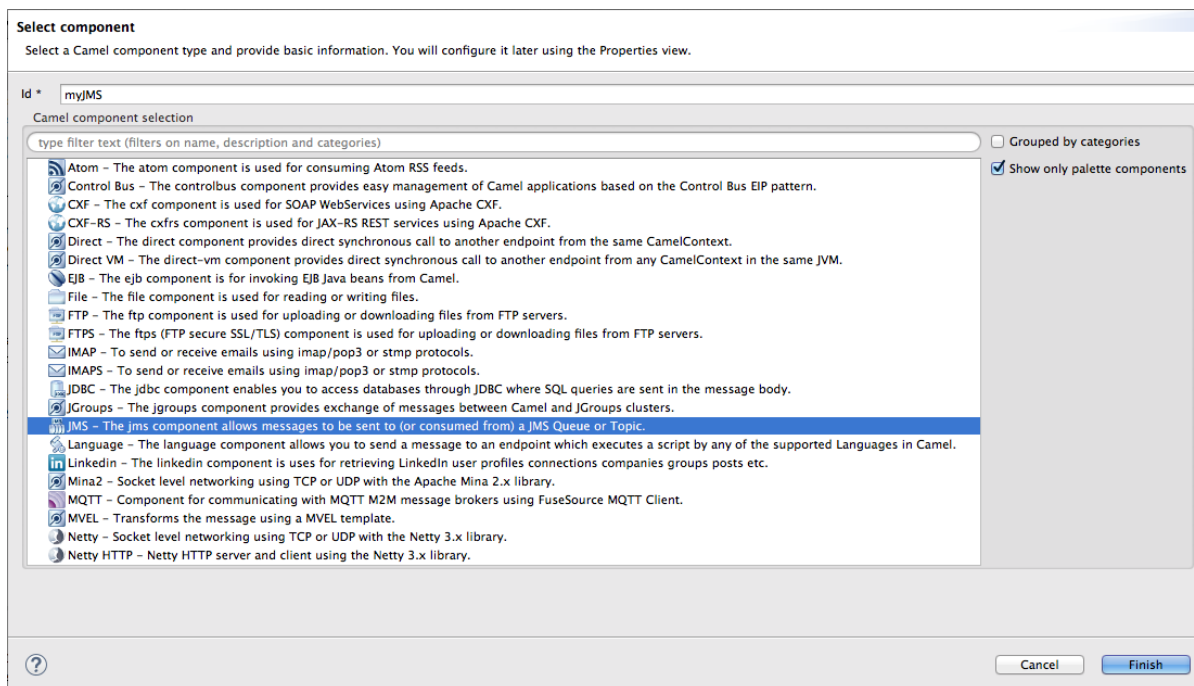 Select component
Select a Camel component type and provide basic information. You will configure it later using the Properties view.
Id * myJMS
Camel component selection
type filter text (filters on name, description and categories)
Grouped by categories
Show only palette components
Atom – The atom component is used for consuming Atom RSS feeds.
Control Bus – The controlbus component provides easy management of Camel applications based on the Control Bus EIP pattern.
CXF – The cxf component is used for SOAP WebServices using Apache CXF.
CXF-RS – The cxfrs component is used for JAX-RS REST services using Apache CXF.
Direct – The direct component provides direct synchronous call to another endpoint from the same CamelContext.
Direct VM – The direct-vm component provides direct synchronous call to another endpoint from any CamelContext in the same JVM.
EJB – The ejb component is for invoking EJB Java beans from Camel.
File – The file component is used for reading or writing files.
FTP – The ftp component is used for uploading or downloading files from FTP servers.
FTPS – The ftps (FTP secure SSL/TLS) component is used for uploading or downloading files from FTP servers.
IMAP – To send or receive emails using imap/pop3 or stmp protocols.
IMAPS – To send or receive emails using imap/pop3 or stmp protocols.
JDBC – The jdbc component enables you to access databases through JDBC where SQL queries are sent in the message body.
JGroups – The jgroups component provides exchange of messages between Camel and JGroups clusters.
JMS – The jms component allows messages to be sent to (or consumed from) a JMS Queue or Topic.
Language – The language component allows you to send a message to an endpoint which executes a script by any of the supported Languages in Camel.
Linkedin – The linkedin component is uses for retrieving LinkedIn user profiles connections companies groups posts etc.
Mina2 – Socket level networking using TCP or UDP with the Apache Mina 2.x library.
MQTT – Component for communicating with MQTT M2M message brokers using FuseSource MQTT Client.
MVEL – Transforms the message using a MVEL template.
Netty – Socket level networking using TCP or UDP with the Netty 3.x library.
Netty HTTP – Netty HTTP server and client using the Netty 3.x library.
Cancel
Finish